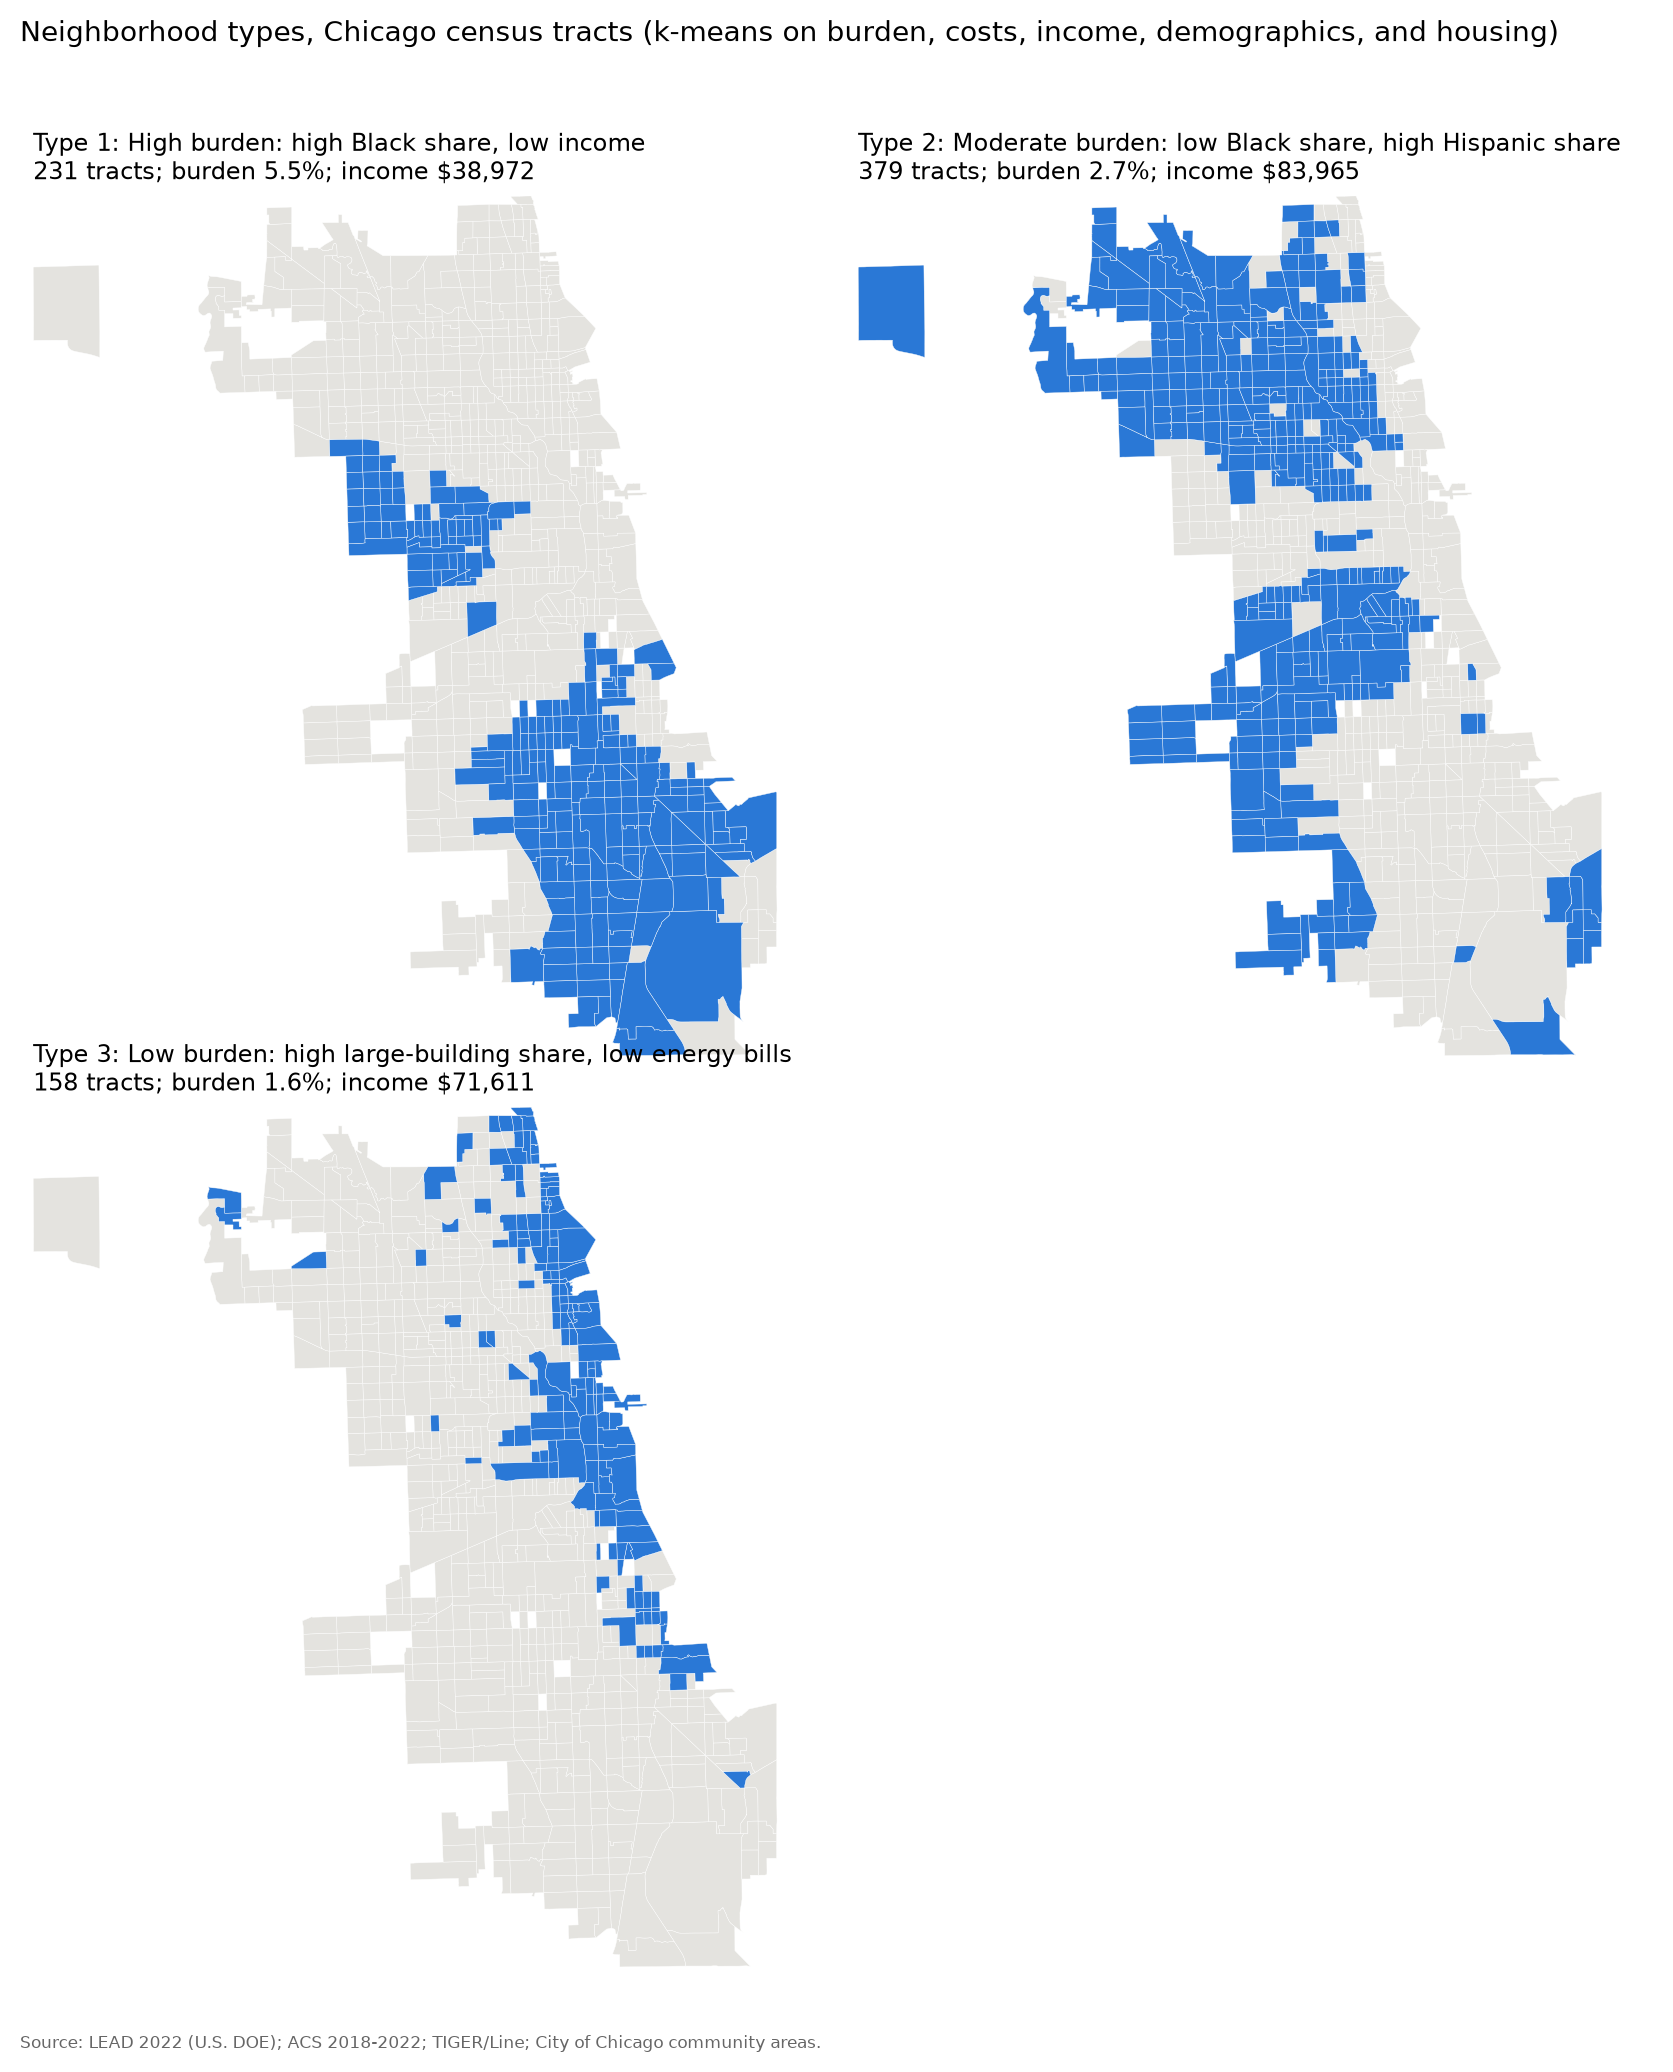 Neighborhood types, Chicago census tracts (k-means on burden, costs, income, demographics, and housing)
Type 1: High burden: high Black share, low income
231 tracts; burden 5.5%; income $38,972
Type 2: Moderate burden: low Black share, high Hispanic share
379 tracts; burden 2.7%; income $83,965
Type 3: Low burden: high large-building share, low energy bills
158 tracts; burden 1.6%; income $71,611
Source: LEAD 2022 (U.S. DOE); ACS 2018-2022; TIGER/Line; City of Chicago community areas.